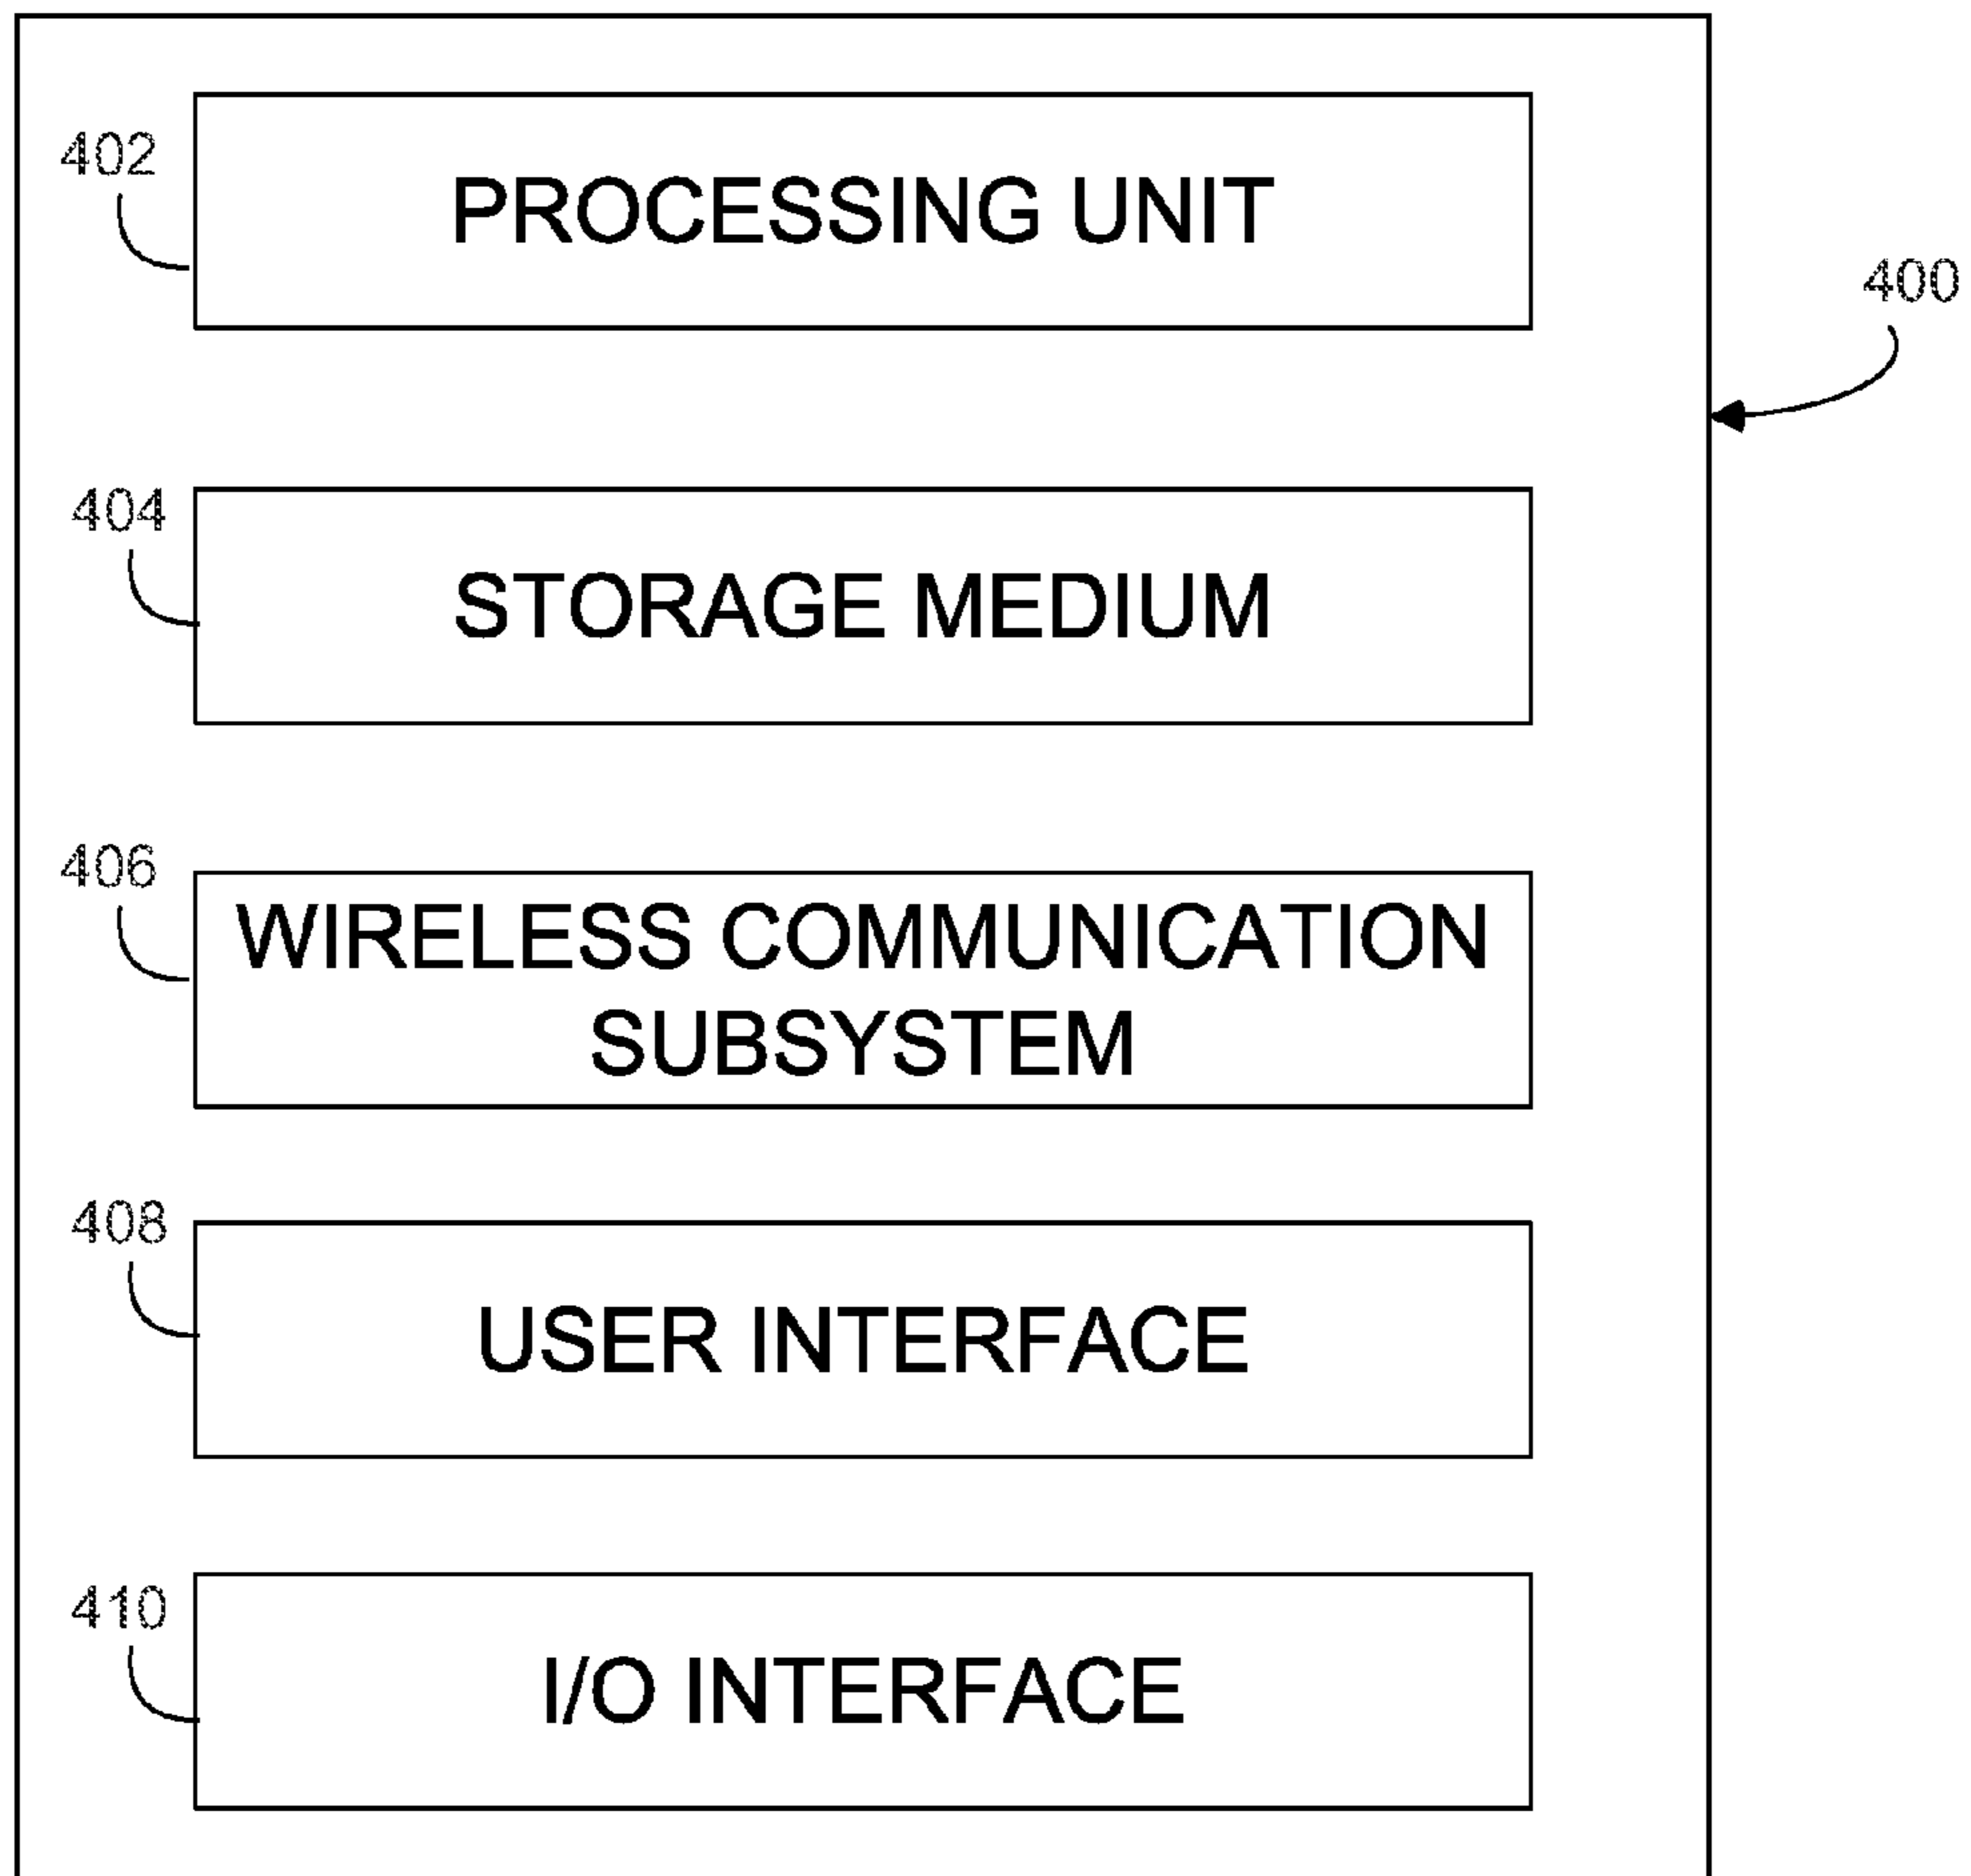 402
PROCESSING UNIT
400
404
STORAGE MEDIUM
406
WIRELESS COMMUNICATION
SUBSYSTEM
408
USER INTERFACE
410
I/O INTERFACE